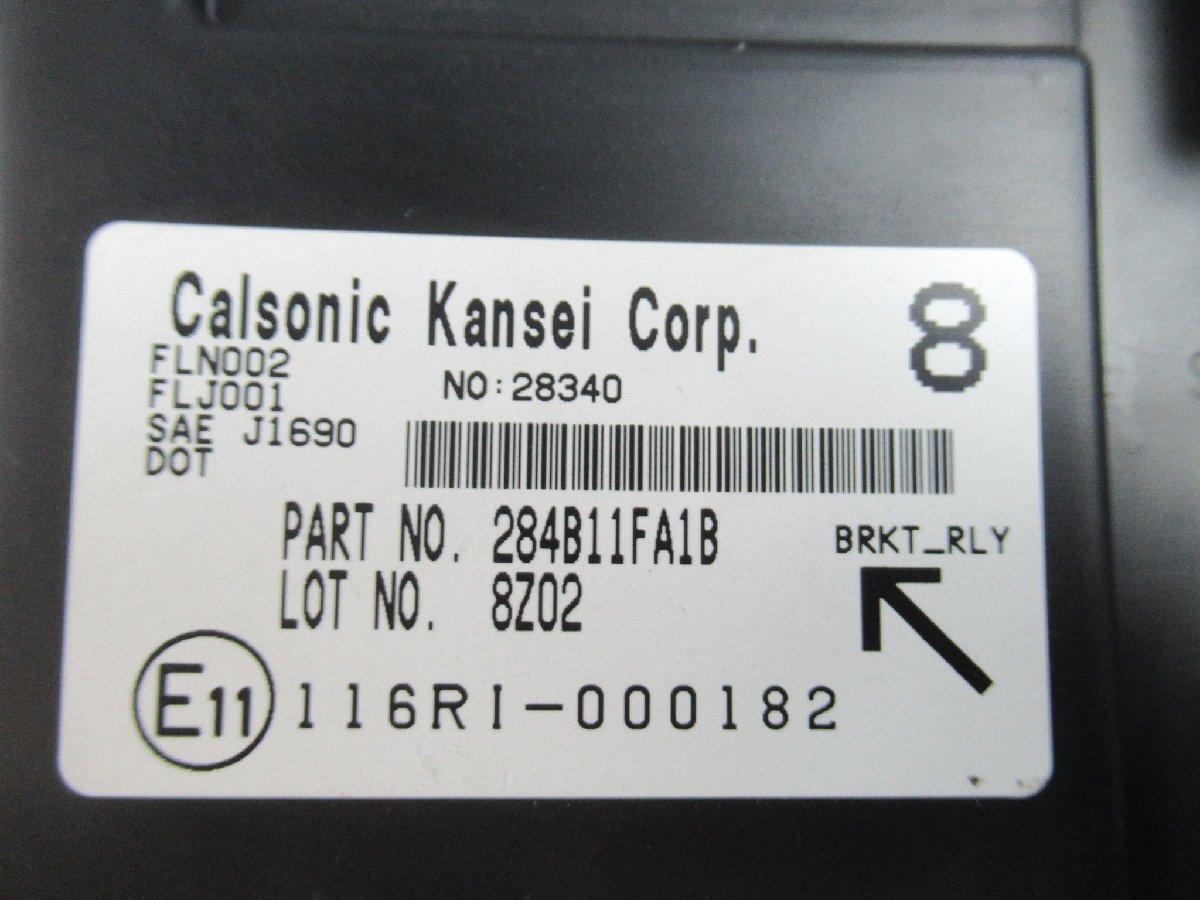 Calsonic Kansei Corp.
8
FLN002
FLJ001
NO:28340
SAE J1690
DOT
PART NO. 284B11FA1B
BRKT_RLY
LOT NO. 8Z02
E11 116RI-000182